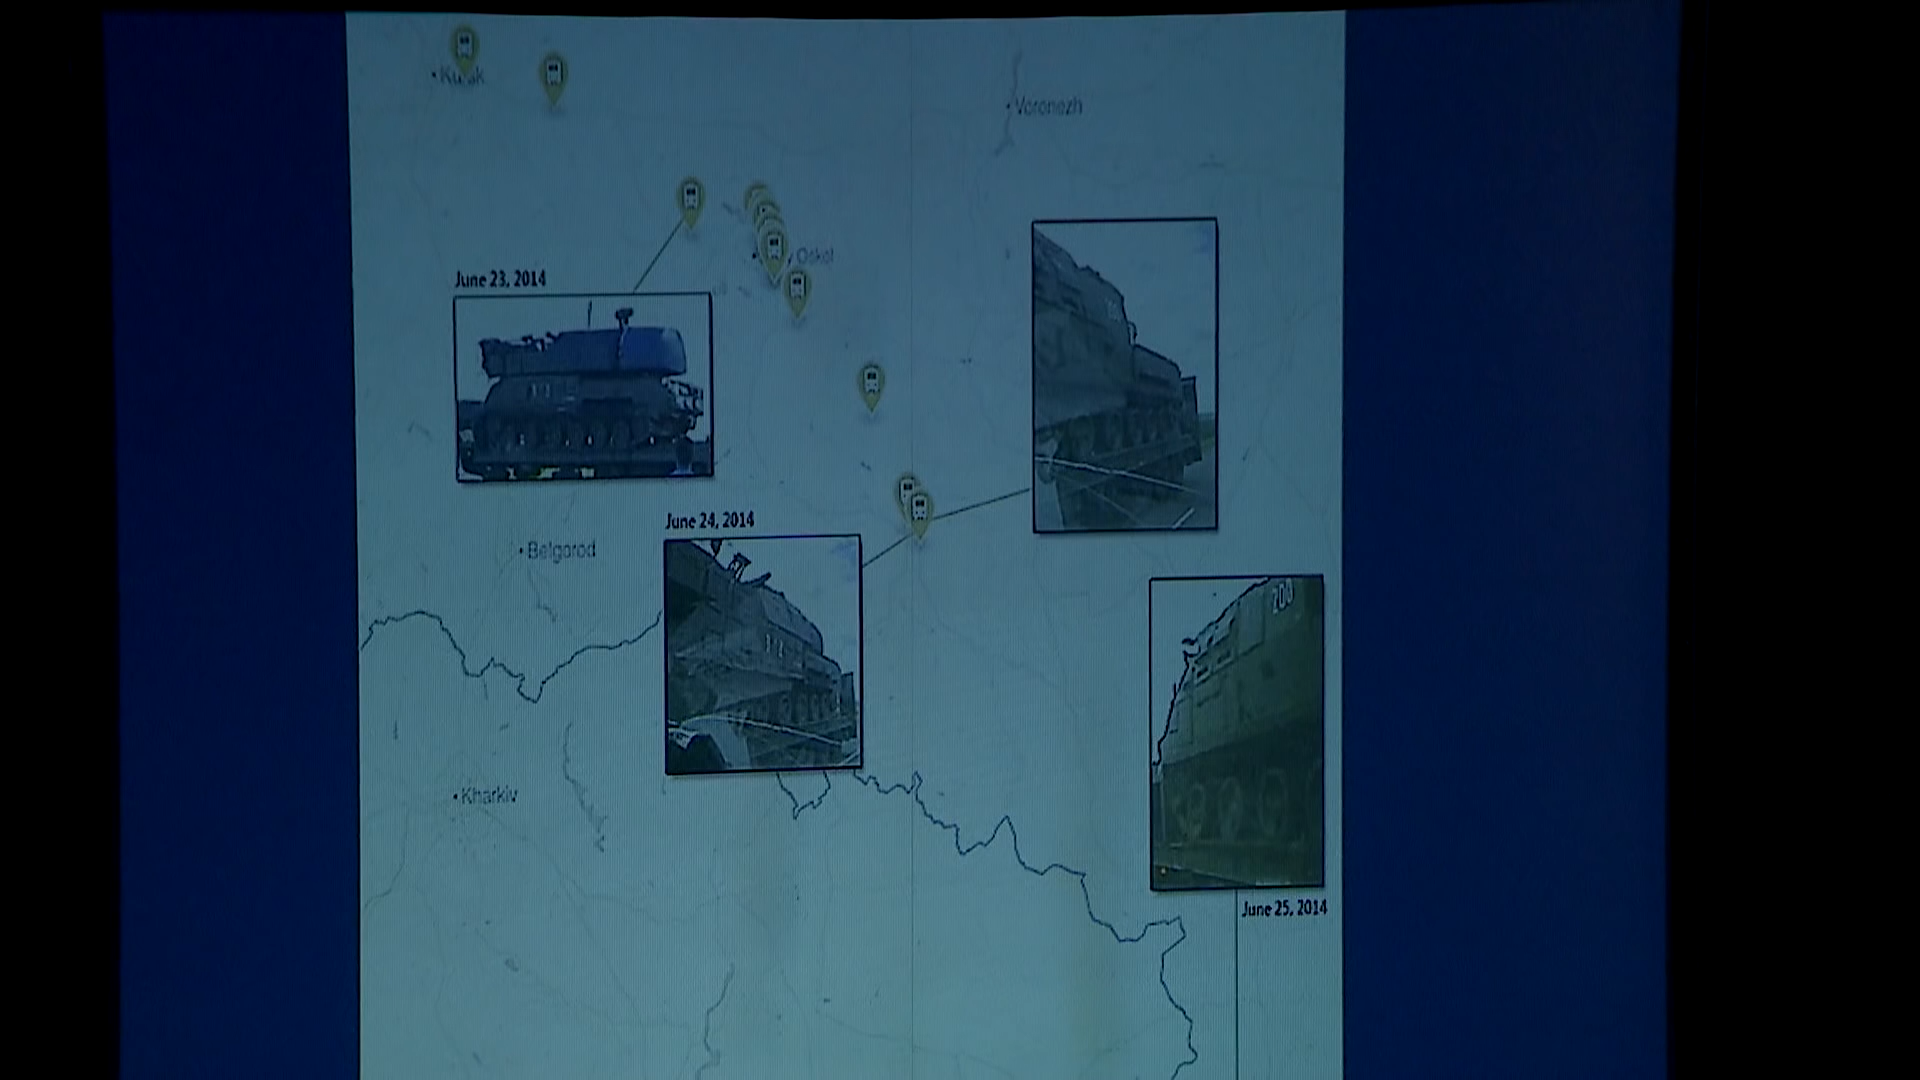 Kursk
Voronezh
Oskol
June 23, 2014
June 24, 2014
Belgorod
200
Kharkiv
June 25, 2014